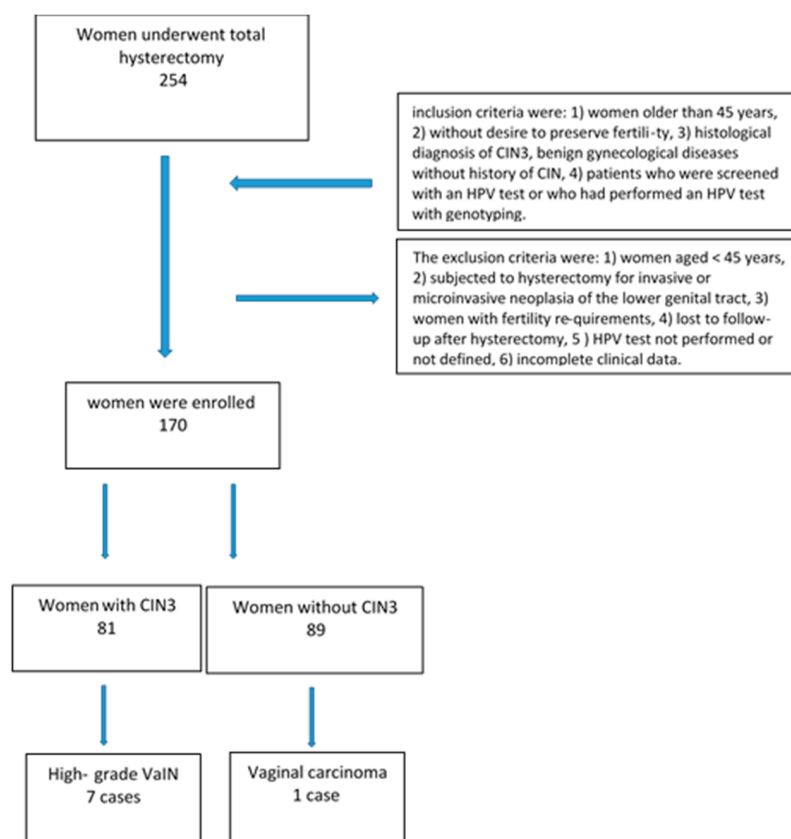 Women underwent total
hysterectomy
254
inclusion criteria were: 1) women older than 45 years,
2) without desire to preserve fertili-ty, 3) histological
diagnosis of CIN3, benign gynecological diseases
without history of CIN, 4) patients who were screened
with an HPV test or who had performed an HPV test
with genotyping.
The exclusion criteria were: 1) women aged < 45 years,
2) subjected to hysterectomy for invasive or
microinvasive neoplasia of the lower genital tract, 3)
women with fertility re-quirements, 4) lost to follow-
up after hysterectomy, 5 ) HPV test not performed or
not defined, 6) incomplete clinical data.
women were enrolled
170
Women with CIN3
81
Women without CIN3
89
High- grade VaIN
7 cases
Vaginal carcinoma
1 case